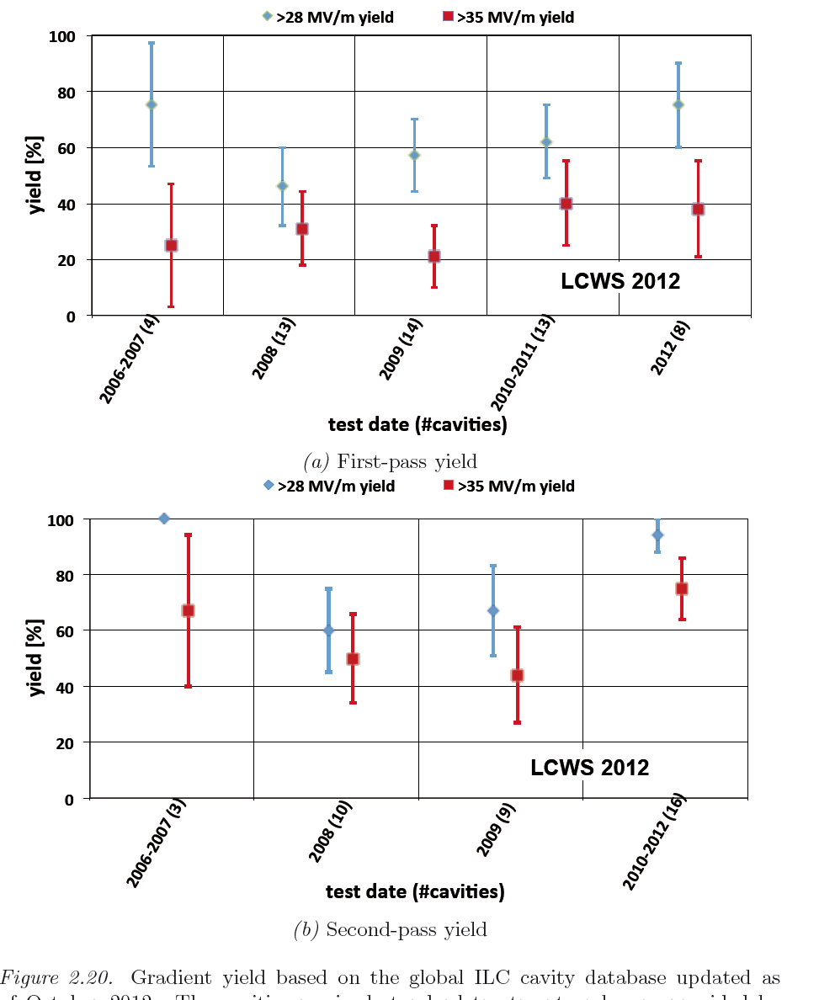 >28 MV/m yield >35 MV/m yield
100
80
60
40
20
0
yield [%]
LCWS 2012
2006-2007 (4)
2008 (13)
2009 (14)
2010-2011 (13)
2012 (8)
test date (#cavities)
(a) First-pass yield
>28 MV/m yield >35 MV/m yield
100
80
60
40
20
0
yield [%]
LCWS 2012
2006-2007 (3)
2008 (10)
2009 (9)
2010-2012 (16)
test date (#cavities)
(b) Second-pass yield
Figure 2.20. Gradient yield based on the global ILC cavity database updated as